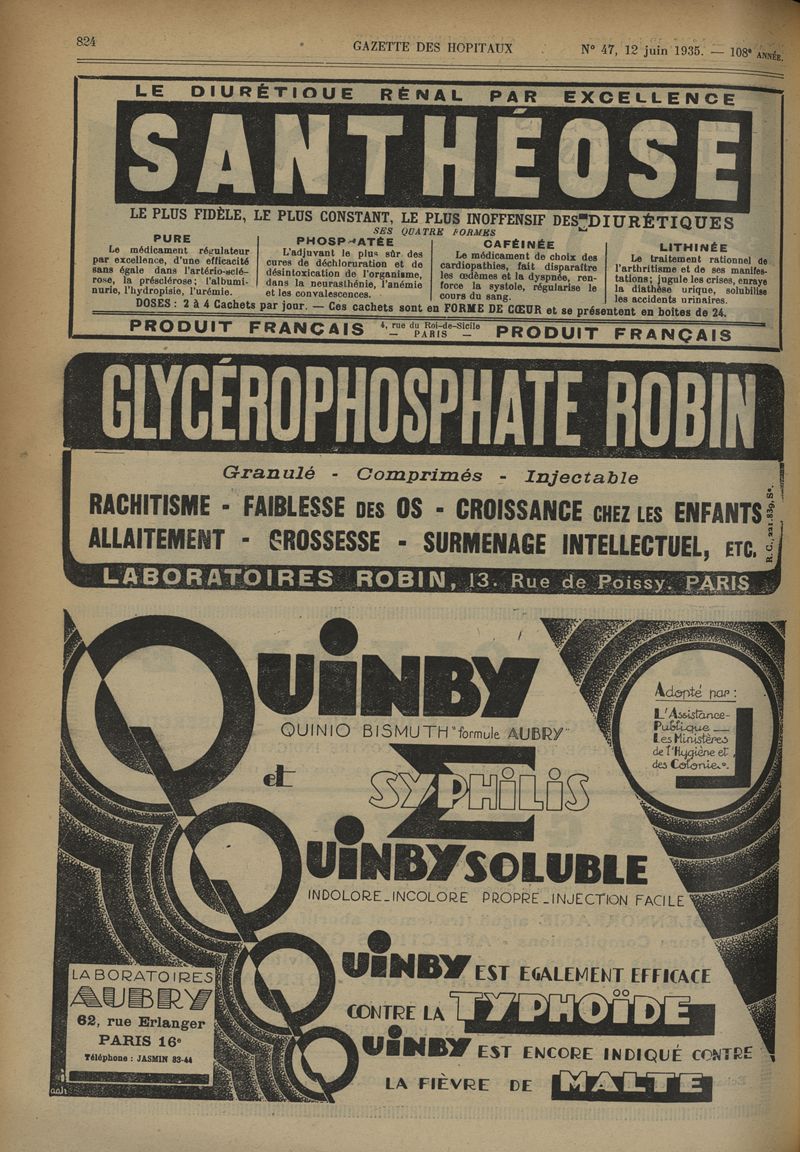 824
GAZETTE DES HOPITAUX
N° 47, 12 juin 1935. — 108e ANNÉE.
LE DIURÉTIQUE RÉNAL PAR EXCELLENCE
SANTHÉOSE
LE PLUS FIDÈLE, LE PLUS CONSTANT, LE PLUS INOFFENSIF DES DIURÉTIQUES
SES QUATRE FORMES
PURE
Le médicament régulateur
par excellence, d'une efficacité
sans égale dans l'artério-sclé-
rose, la présclérose; l'albumi-
nurie, l'hydropisie, l'urémie.
PHOSPHATÉE
L'adjuvant le plus sûr des
cures de déchloruration et de
désintoxication de l'organisme,
dans la neurasthénie, l'anémie
et les convalescences.
CAFÉINÉE
Le médicament de choix des
cardiopathies, fait disparaître
les œdèmes et la dyspnée, ren-
force la systole, régularise le
cours du sang.
LITHINÉE
Le traitement rationnel de
l'arthritisme et de ses manifes-
tations; jugule les crises, enraye
la diathèse urique, solubilise
les accidents urinaires.
DOSES : 2 à 4 Cachets par jour. — Ces cachets sont en FORME DE CŒUR et se présentent en boites de 24.
PRODUIT FRANÇAIS
4, rue du Roi-de-Sicile
— PARIS —
PRODUIT FRANÇAIS
GLYCÉROPHOSPHATE ROBIN
Granulé - Comprimés - Injectable
RACHITISME - FAIBLESSE DES OS - CROISSANCE CHEZ LES ENFANTS
ALLAITEMENT - GROSSESSE - SURMENAGE INTELLECTUEL, ETC.
R. C., 221.839, Se.
LABORATOIRES ROBIN, 13. Rue de Poissy. PARIS
QUINBY
QUINIO BISMUTH "formule AUBRY"
Adopté par :
L'Assistance-
Publique —
Les Ministères
de l'Hygiène et
des Colonies.
et
SYPHILIS
QUINBY SOLUBLE
INDOLORE_INCOLORE PROPRE_INJECTION FACILE
QUINBY EST EGALEMENT EFFICACE
CONTRE LA TYPHOÏDE
QUINBY EST ENCORE INDIQUÉ CONTRE
LA FIÈVRE DE MALTE
LABORATOIRES
AUBRY
62, rue Erlanger
PARIS 16e
Téléphone : JASMIN 83-44